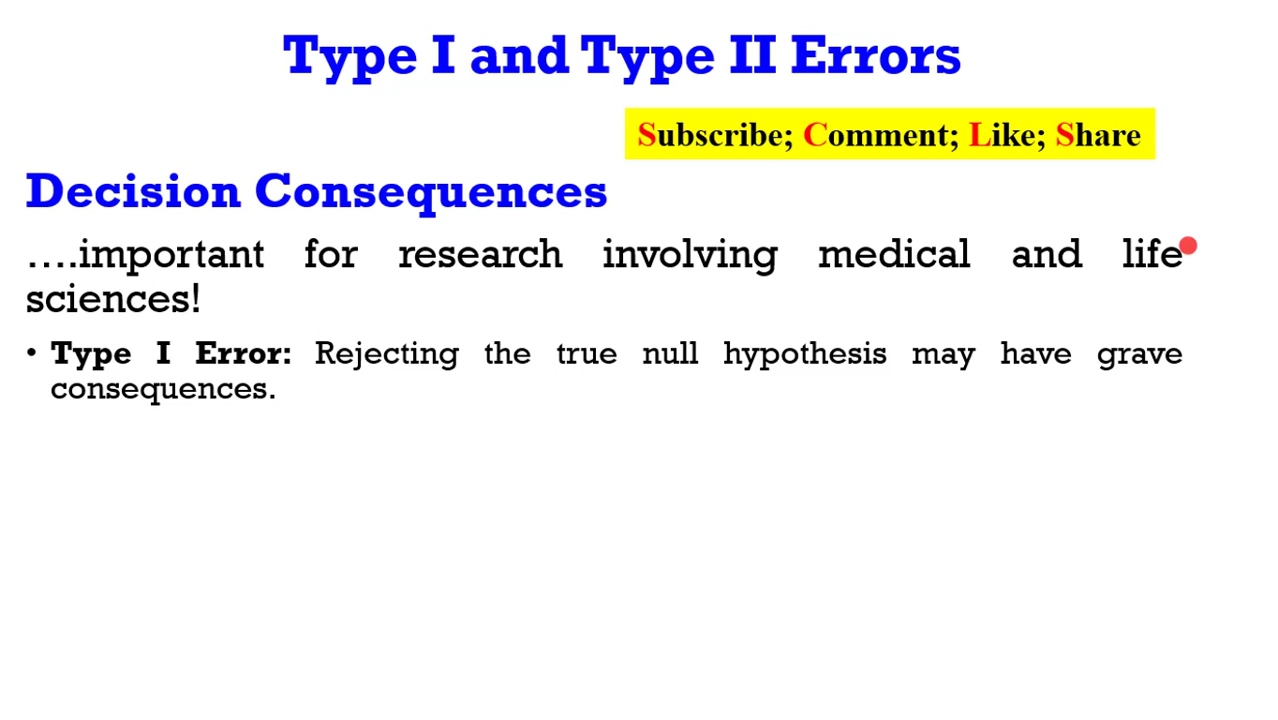 Type I and Type II Errors
Subscribe; Comment; Like; Share
Decision Consequences
….important for research involving medical and life
sciences!
• Type I Error: Rejecting the true null hypothesis may have grave
consequences.